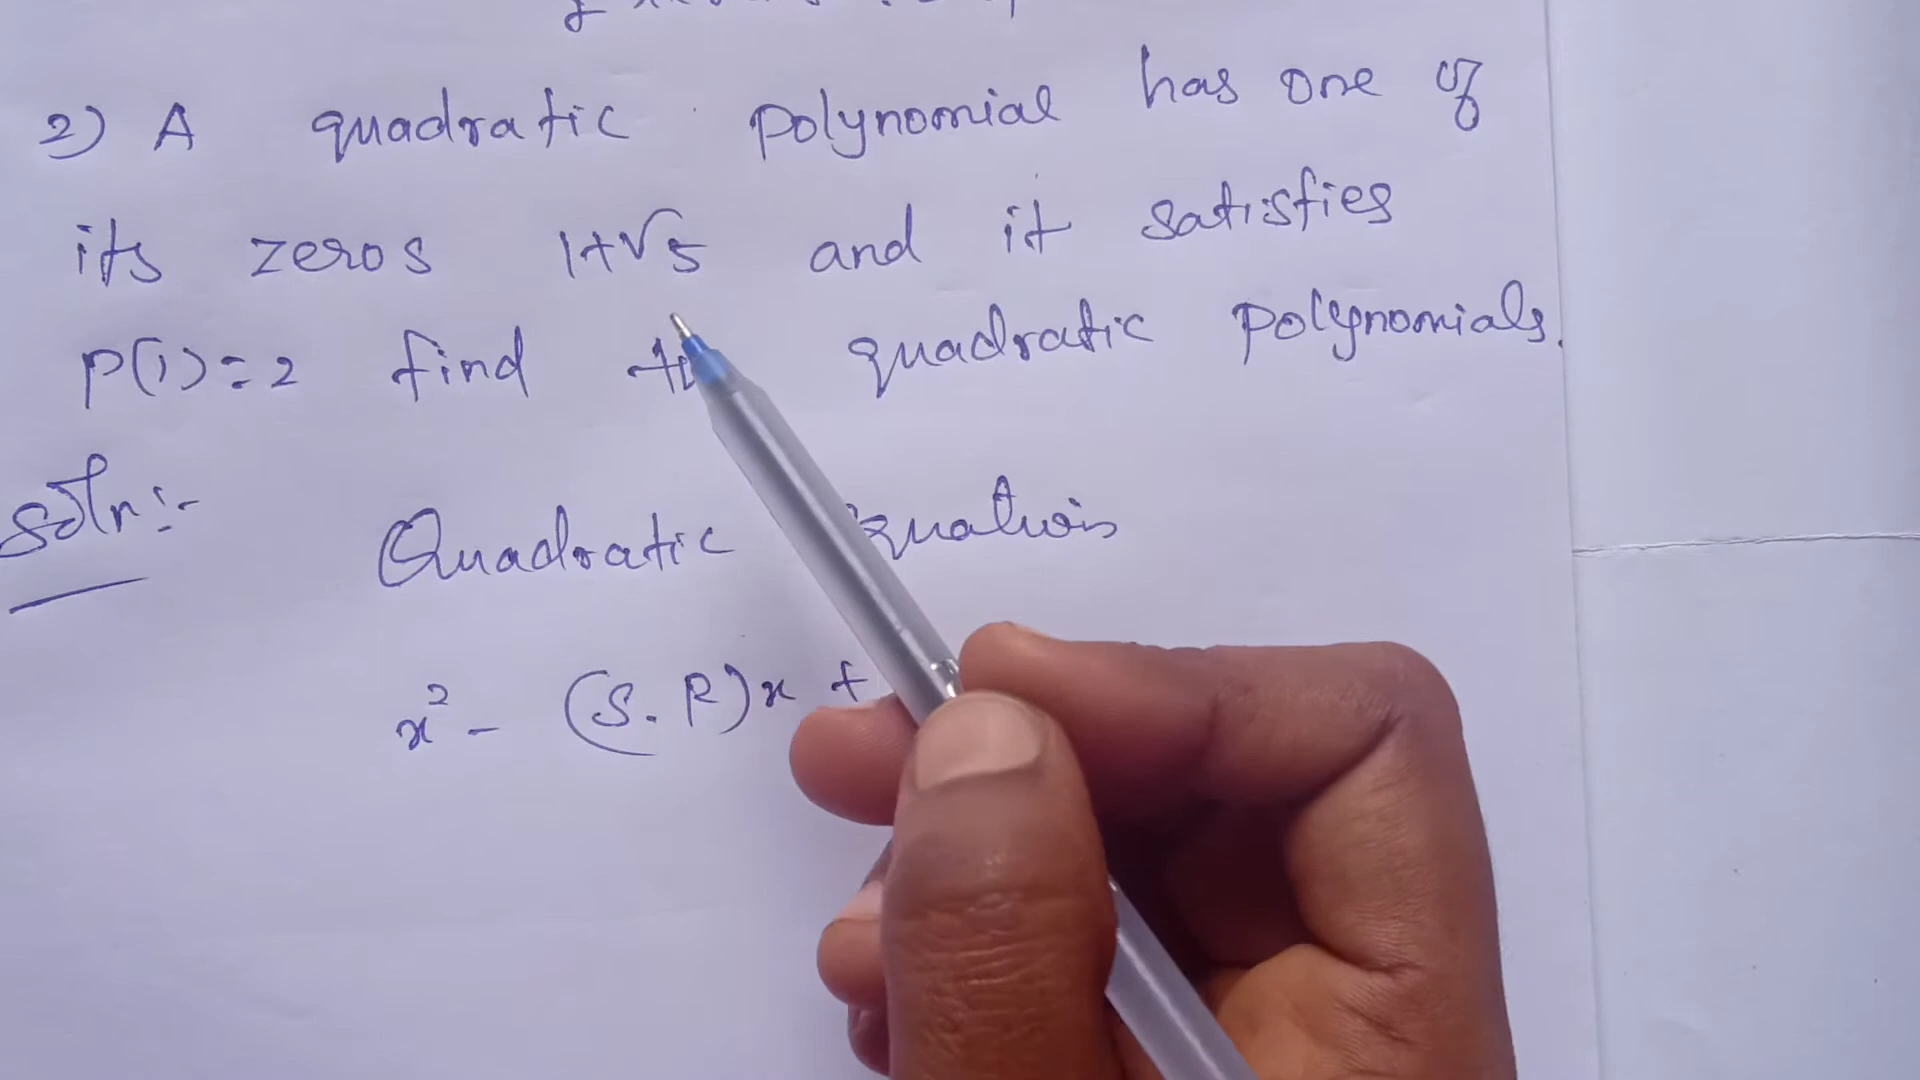 2) A quadratic polynomial has one of
its zeros 1+√5 and it satisfies
P(1)=2 find quadratic polynomials.
Soln:-
Quadratic
x² - (S.R)x +